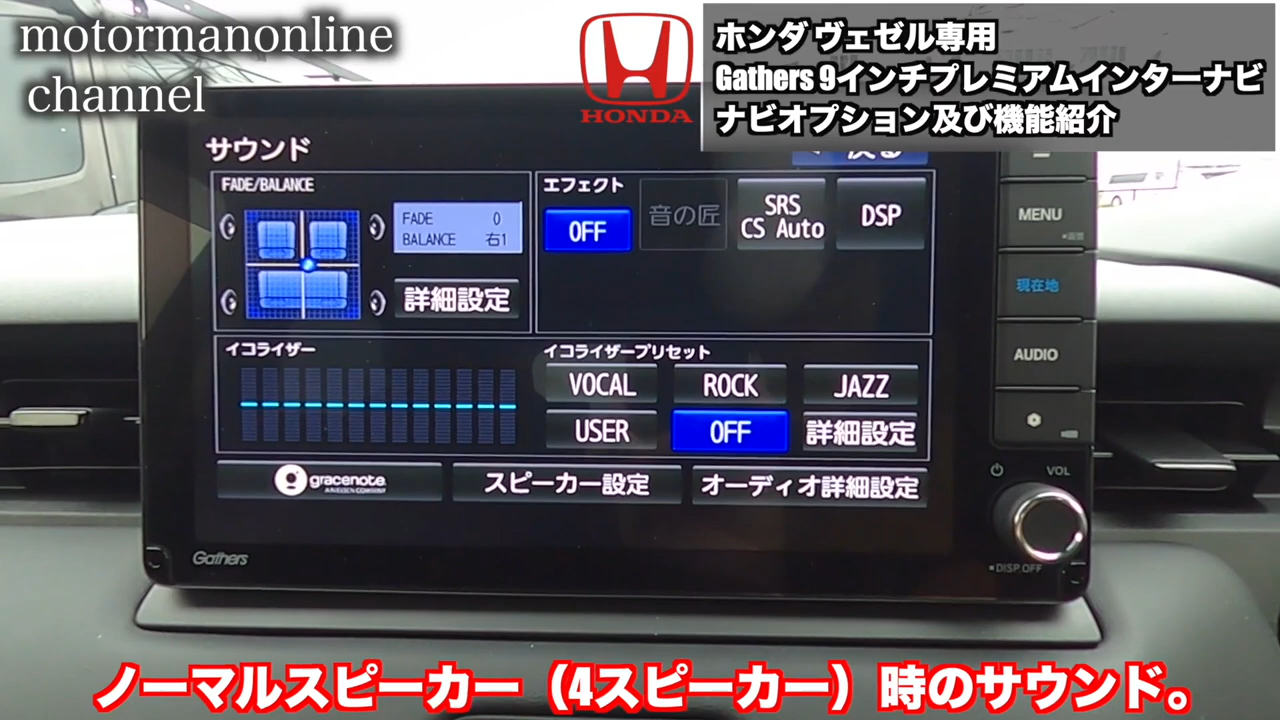 motormanonline
channel
HONDA
ホンダ ヴェゼル専用
Gathers 9インチプレミアムインターナビ
ナビオプション及び機能紹介
サウンド
戻る
FADE/BALANCE
FADE 0
BALANCE 右1
詳細設定
エフェクト
OFF
音の匠
SRS
CS Auto
DSP
イコライザー
イコライザープリセット
VOCAL
ROCK
JAZZ
USER
OFF
詳細設定
gracenote
A NIELSEN COMPANY
スピーカー設定
オーディオ詳細設定
MENU
現在地
AUDIO
VOL
DISP OFF
Gathers
ノーマルスピーカー（4スピーカー）時のサウンド。